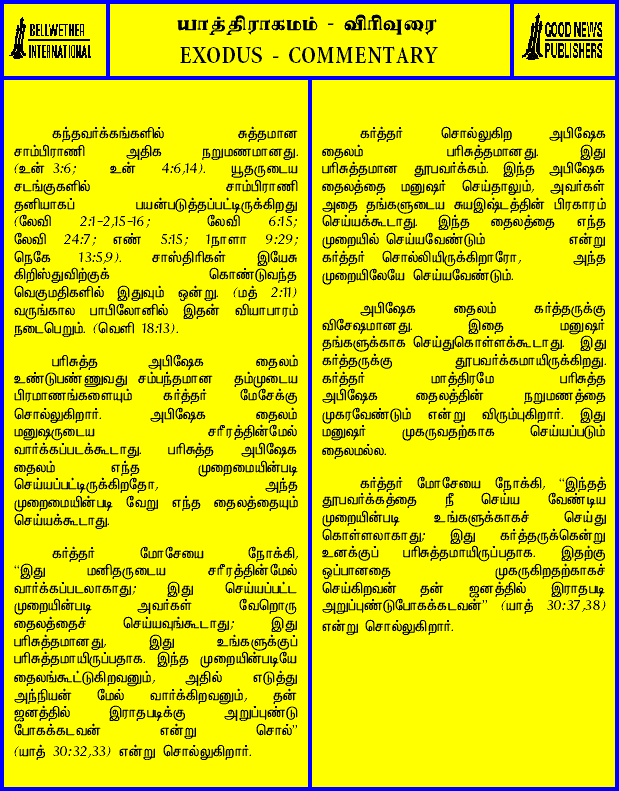 BELLWETHER
INTERNATIONAL
யாத்திராகமம் - விரிவுரை
EXODUS - COMMENTARY
GOOD NEWS
PUBLISHERS
கந்தவர்க்கங்களில் சுத்தமான
சாம்பிராணி அதிக நறுமணமானது.
(உன் 3:6; உன் 4:6,14). யூதருடைய
சடங்குகளில் சாம்பிராணி
தனியாகப் பயன்படுத்தப்பட்டிருக்கிறது
(லேவி 2:1-2,15-16; லேவி 6:15;
லேவி 24:7; எண் 5:15; 1நாளா 9:29;
நெகே 13:5,9). சாஸ்திரிகள் இயேசு
கிறிஸ்துவிற்குக் கொண்டுவந்த
வெகுமதிகளில் இதுவும் ஒன்று. (மத் 2:11)
வருங்கால பாபிலோனில் இதன் வியாபாரம்
நடைபெறும். (வெளி 18:13).
பரிசுத்த அபிஷேக தைலம்
உண்டுபண்ணுவது சம்பந்தமான தம்முடைய
பிரமாணங்களையும் கர்த்தர் மேசேக்கு
சொல்லுகிறார். அபிஷேக தைலம்
மனுஷருடைய சரீரத்தின்மேல்
வார்க்கப்படக்கூடாது. பரிசுத்த அபிஷேக
தைலம் எந்த முறைமையின்படி
செய்யப்பட்டிருக்கிறதோ, அந்த
முறைமையின்படி வேறு எந்த தைலத்தையும்
செய்யக்கூடாது.
கர்த்தர் மோசேயை நோக்கி,
“இது மனிதருடைய சரீரத்தின்மேல்
வார்க்கப்படலாகாது; இது செய்யப்பட்ட
முறையின்படி அவர்கள் வேறொரு
தைலத்தைச் செய்யவுங்கூடாது; இது
பரிசுத்தமானது, இது உங்களுக்குப்
பரிசுத்தமாயிருப்பதாக. இந்த முறையின்படியே
தைலங்கூட்டுகிறவனும், அதில் எடுத்து
அந்நியன் மேல் வார்க்கிறவனும், தன்
ஜனத்தில் இராதபடிக்கு அறுப்புண்டு
போகக்கடவன் என்று சொல்”
(யாத் 30:32,33) என்று சொல்லுகிறார்.
கர்த்தர் சொல்லுகிற அபிஷேக
தைலம் பரிசுத்தமானது. இது
பரிசுத்தமான தூபவர்க்கம். இந்த அபிஷேக
தைலத்தை மனுஷர் செய்தாலும், அவர்கள்
அதை தங்களுடைய சுயஇஷ்டத்தின் பிரகாரம்
செய்யக்கூடாது. இந்த தைலத்தை எந்த
முறையில் செய்யவேண்டும் என்று
கர்த்தர் சொல்லியிருக்கிறாரோ, அந்த
முறையிலேயே செய்யவேண்டும்.
அபிஷேக தைலம் கர்த்தருக்கு
விசேஷமானது. இதை மனுஷர்
தங்களுக்காக செய்துகொள்ளக்கூடாது. இது
கர்த்தருக்கு தூபவர்க்கமாயிருக்கிறது.
கர்த்தர் மாத்திரமே பரிசுத்த
அபிஷேக தைலத்தின் நறுமணத்தை
முகரவேண்டும் என்று விரும்புகிறார். இது
மனுஷர் முகருவதற்காக செய்யப்படும்
தைலமல்ல.
கர்த்தர் மோசேயை நோக்கி, “இந்தத்
தூபவர்க்கத்தை நீ செய்ய வேண்டிய
முறையின்படி உங்களுக்காகச் செய்து
கொள்ளலாகாது; இது கர்த்தருக்கென்று
உனக்குப் பரிசுத்தமாயிருப்பதாக. இதற்கு
ஒப்பானதை முகருகிறதற்காகச்
செய்கிறவன் தன் ஜனத்தில் இராதபடி
அறுப்புண்டுபோகக்கடவன்” (யாத் 30:37,38)
என்று சொல்லுகிறார்.